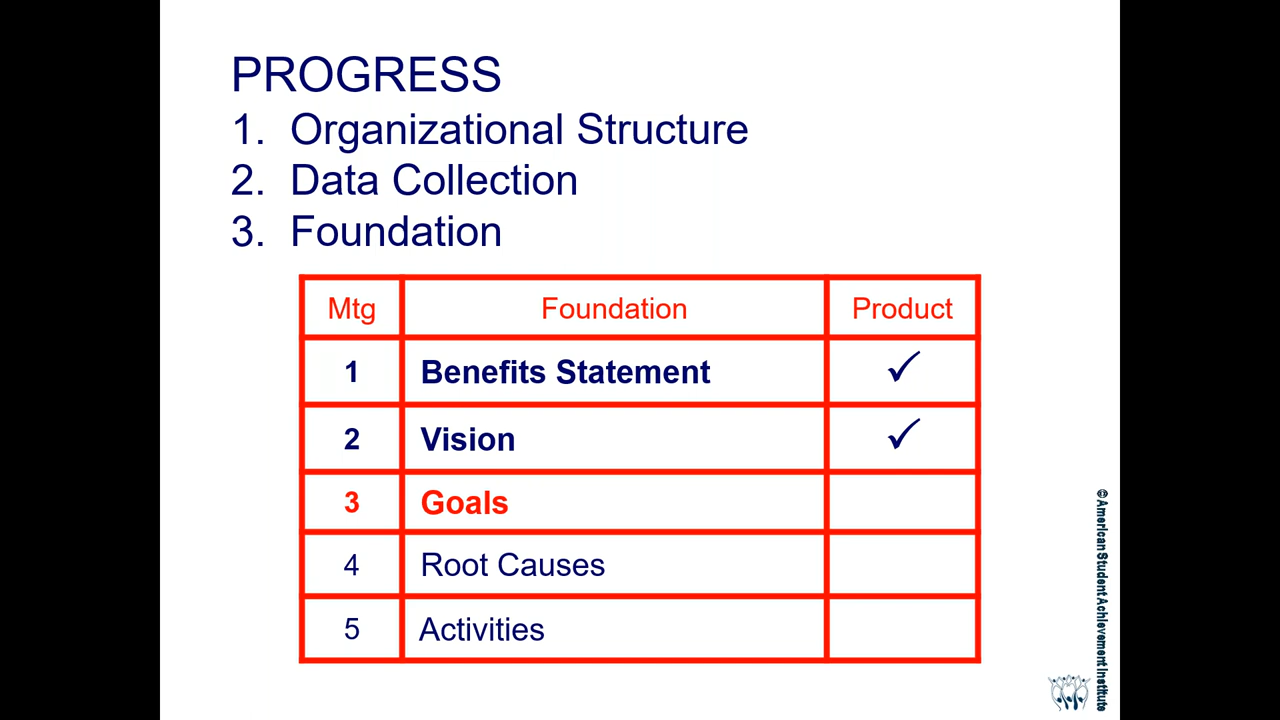 PROGRESS
1. Organizational Structure
2. Data Collection
3. Foundation
Mtg Foundation Product
1 Benefits Statement ✓
2 Vision ✓
3 Goals
4 Root Causes
5 Activities
©American Student Achievement Institute